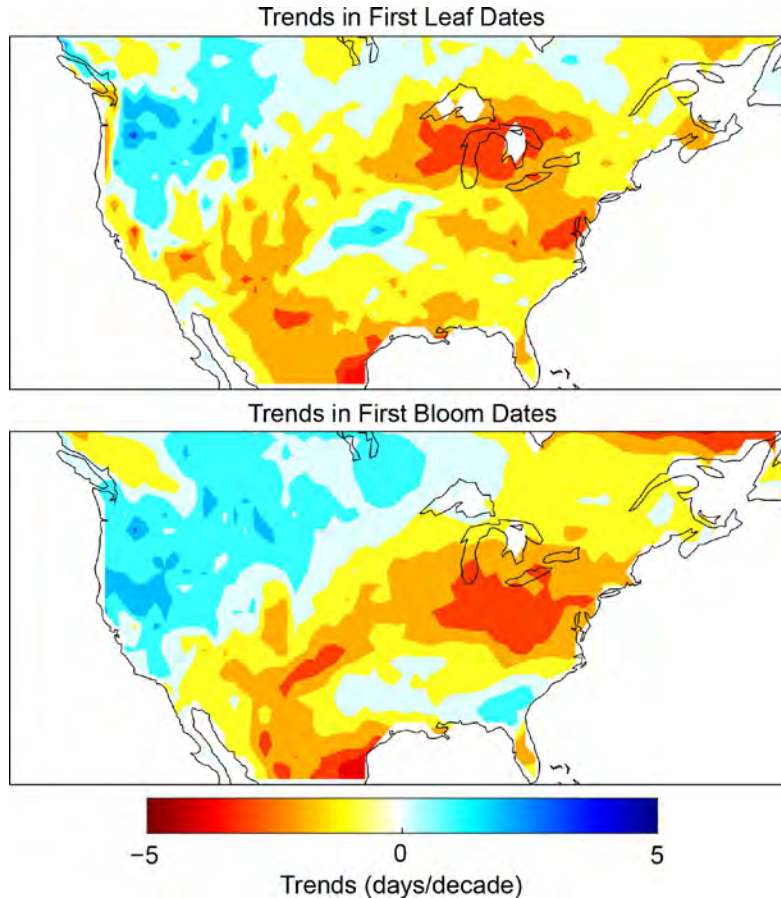 Trends in First Leaf Dates
Trends in First Bloom Dates
−5 0 5
Trends (days/decade)